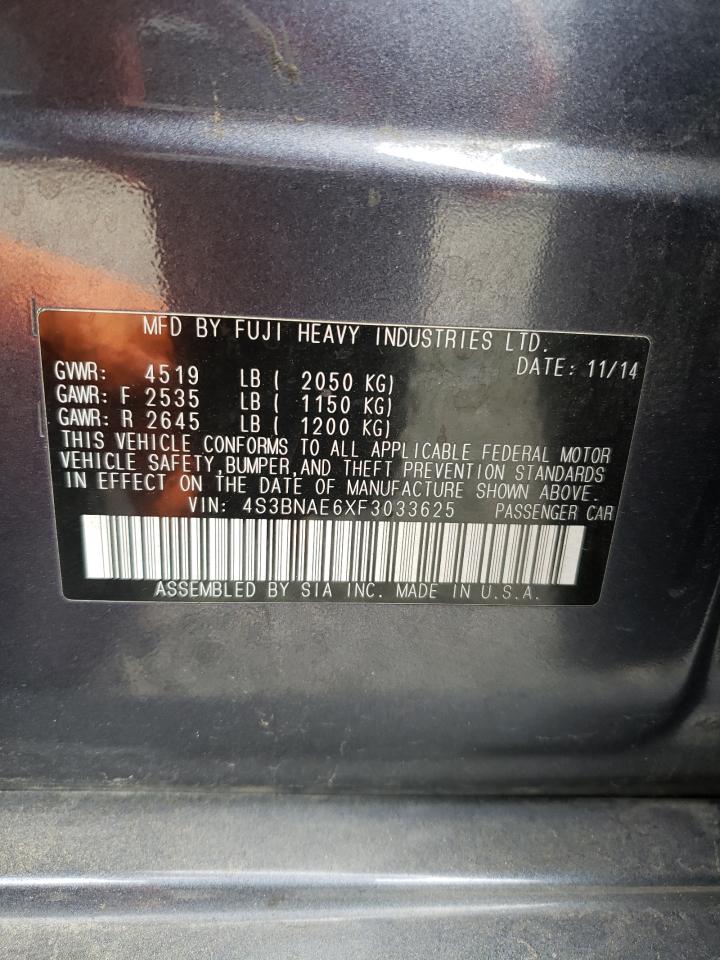 MFD BY FUJI HEAVY INDUSTRIES LTD.
DATE: 11/14
GVWR: 4519 LB ( 2050 KG)
GAWR: F 2535 LB ( 1150 KG)
GAWR: R 2645 LB ( 1200 KG)
THIS VEHICLE CONFORMS TO ALL APPLICABLE FEDERAL MOTOR
VEHICLE SAFETY, BUMPER, AND THEFT PREVENTION STANDARDS
IN EFFECT ON THE DATE OF MANUFACTURE SHOWN ABOVE.
VIN: 4S3BNAE6XF3033625 PASSENGER CAR
ASSEMBLED BY SIA INC. MADE IN U.S.A.